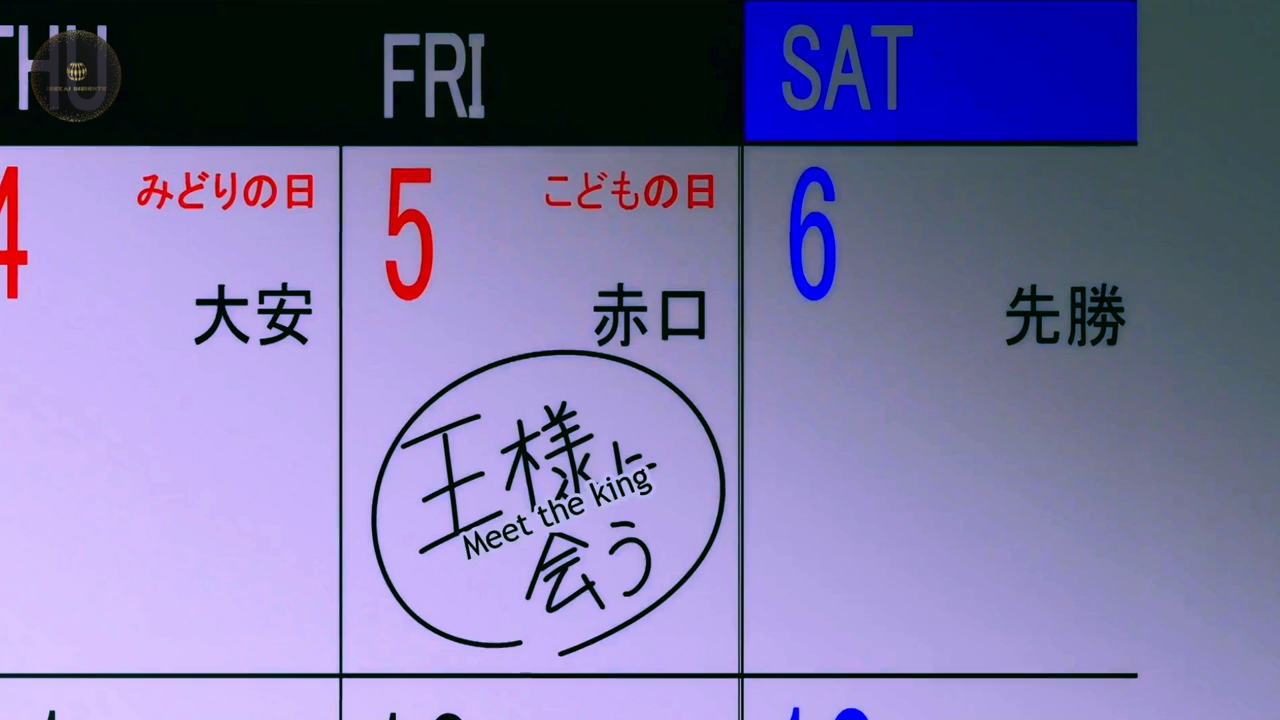 THU FRI SAT
4 みどりの日 5 こどもの日 6
大安 赤口 先勝
王様に
Meet the king
会う